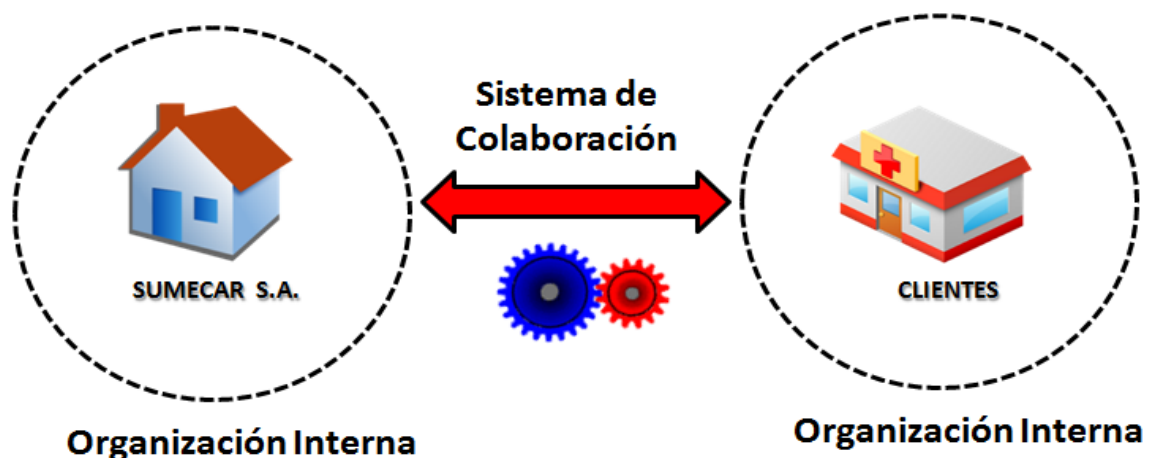 Sistema de
Colaboración
SUMECAR S.A.
CLIENTES
Organización Interna
Organización Interna